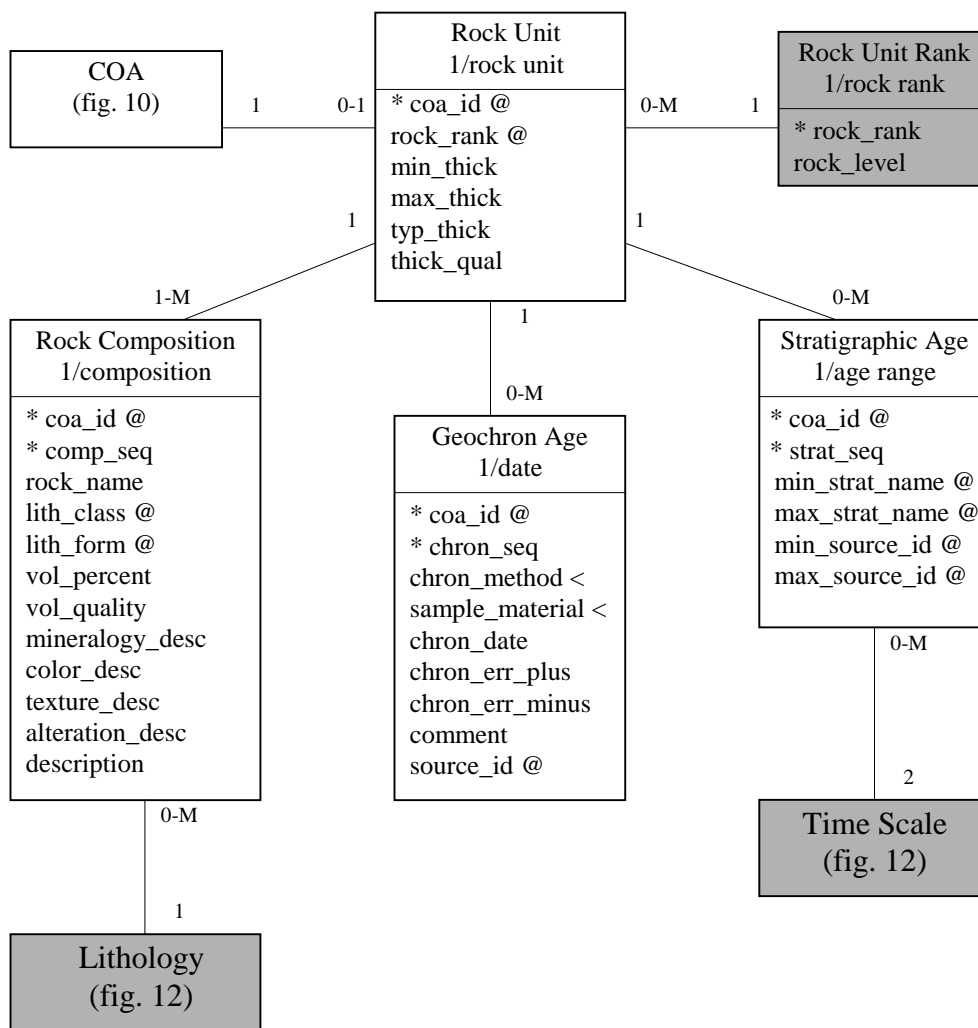 COA
(fig. 10)
1
0-1
Rock Unit
1/rock unit
* coa_id @
rock_rank @
min_thick
max_thick
typ_thick
thick_qual
0-M
1
Rock Unit Rank
1/rock rank
* rock_rank
rock_level
1
1-M
1
0-M
1
0-M
Rock Composition
1/composition
* coa_id @
* comp_seq
rock_name
lith_class @
lith_form @
vol_percent
vol_quality
mineralogy_desc
color_desc
texture_desc
alteration_desc
description
Geochron Age
1/date
* coa_id @
* chron_seq
chron_method <
sample_material <
chron_date
chron_err_plus
chron_err_minus
comment
source_id @
Stratigraphic Age
1/age range
* coa_id @
* strat_seq
min_strat_name @
max_strat_name @
min_source_id @
max_source_id @
0-M
2
Time Scale
(fig. 12)
0-M
1
Lithology
(fig. 12)